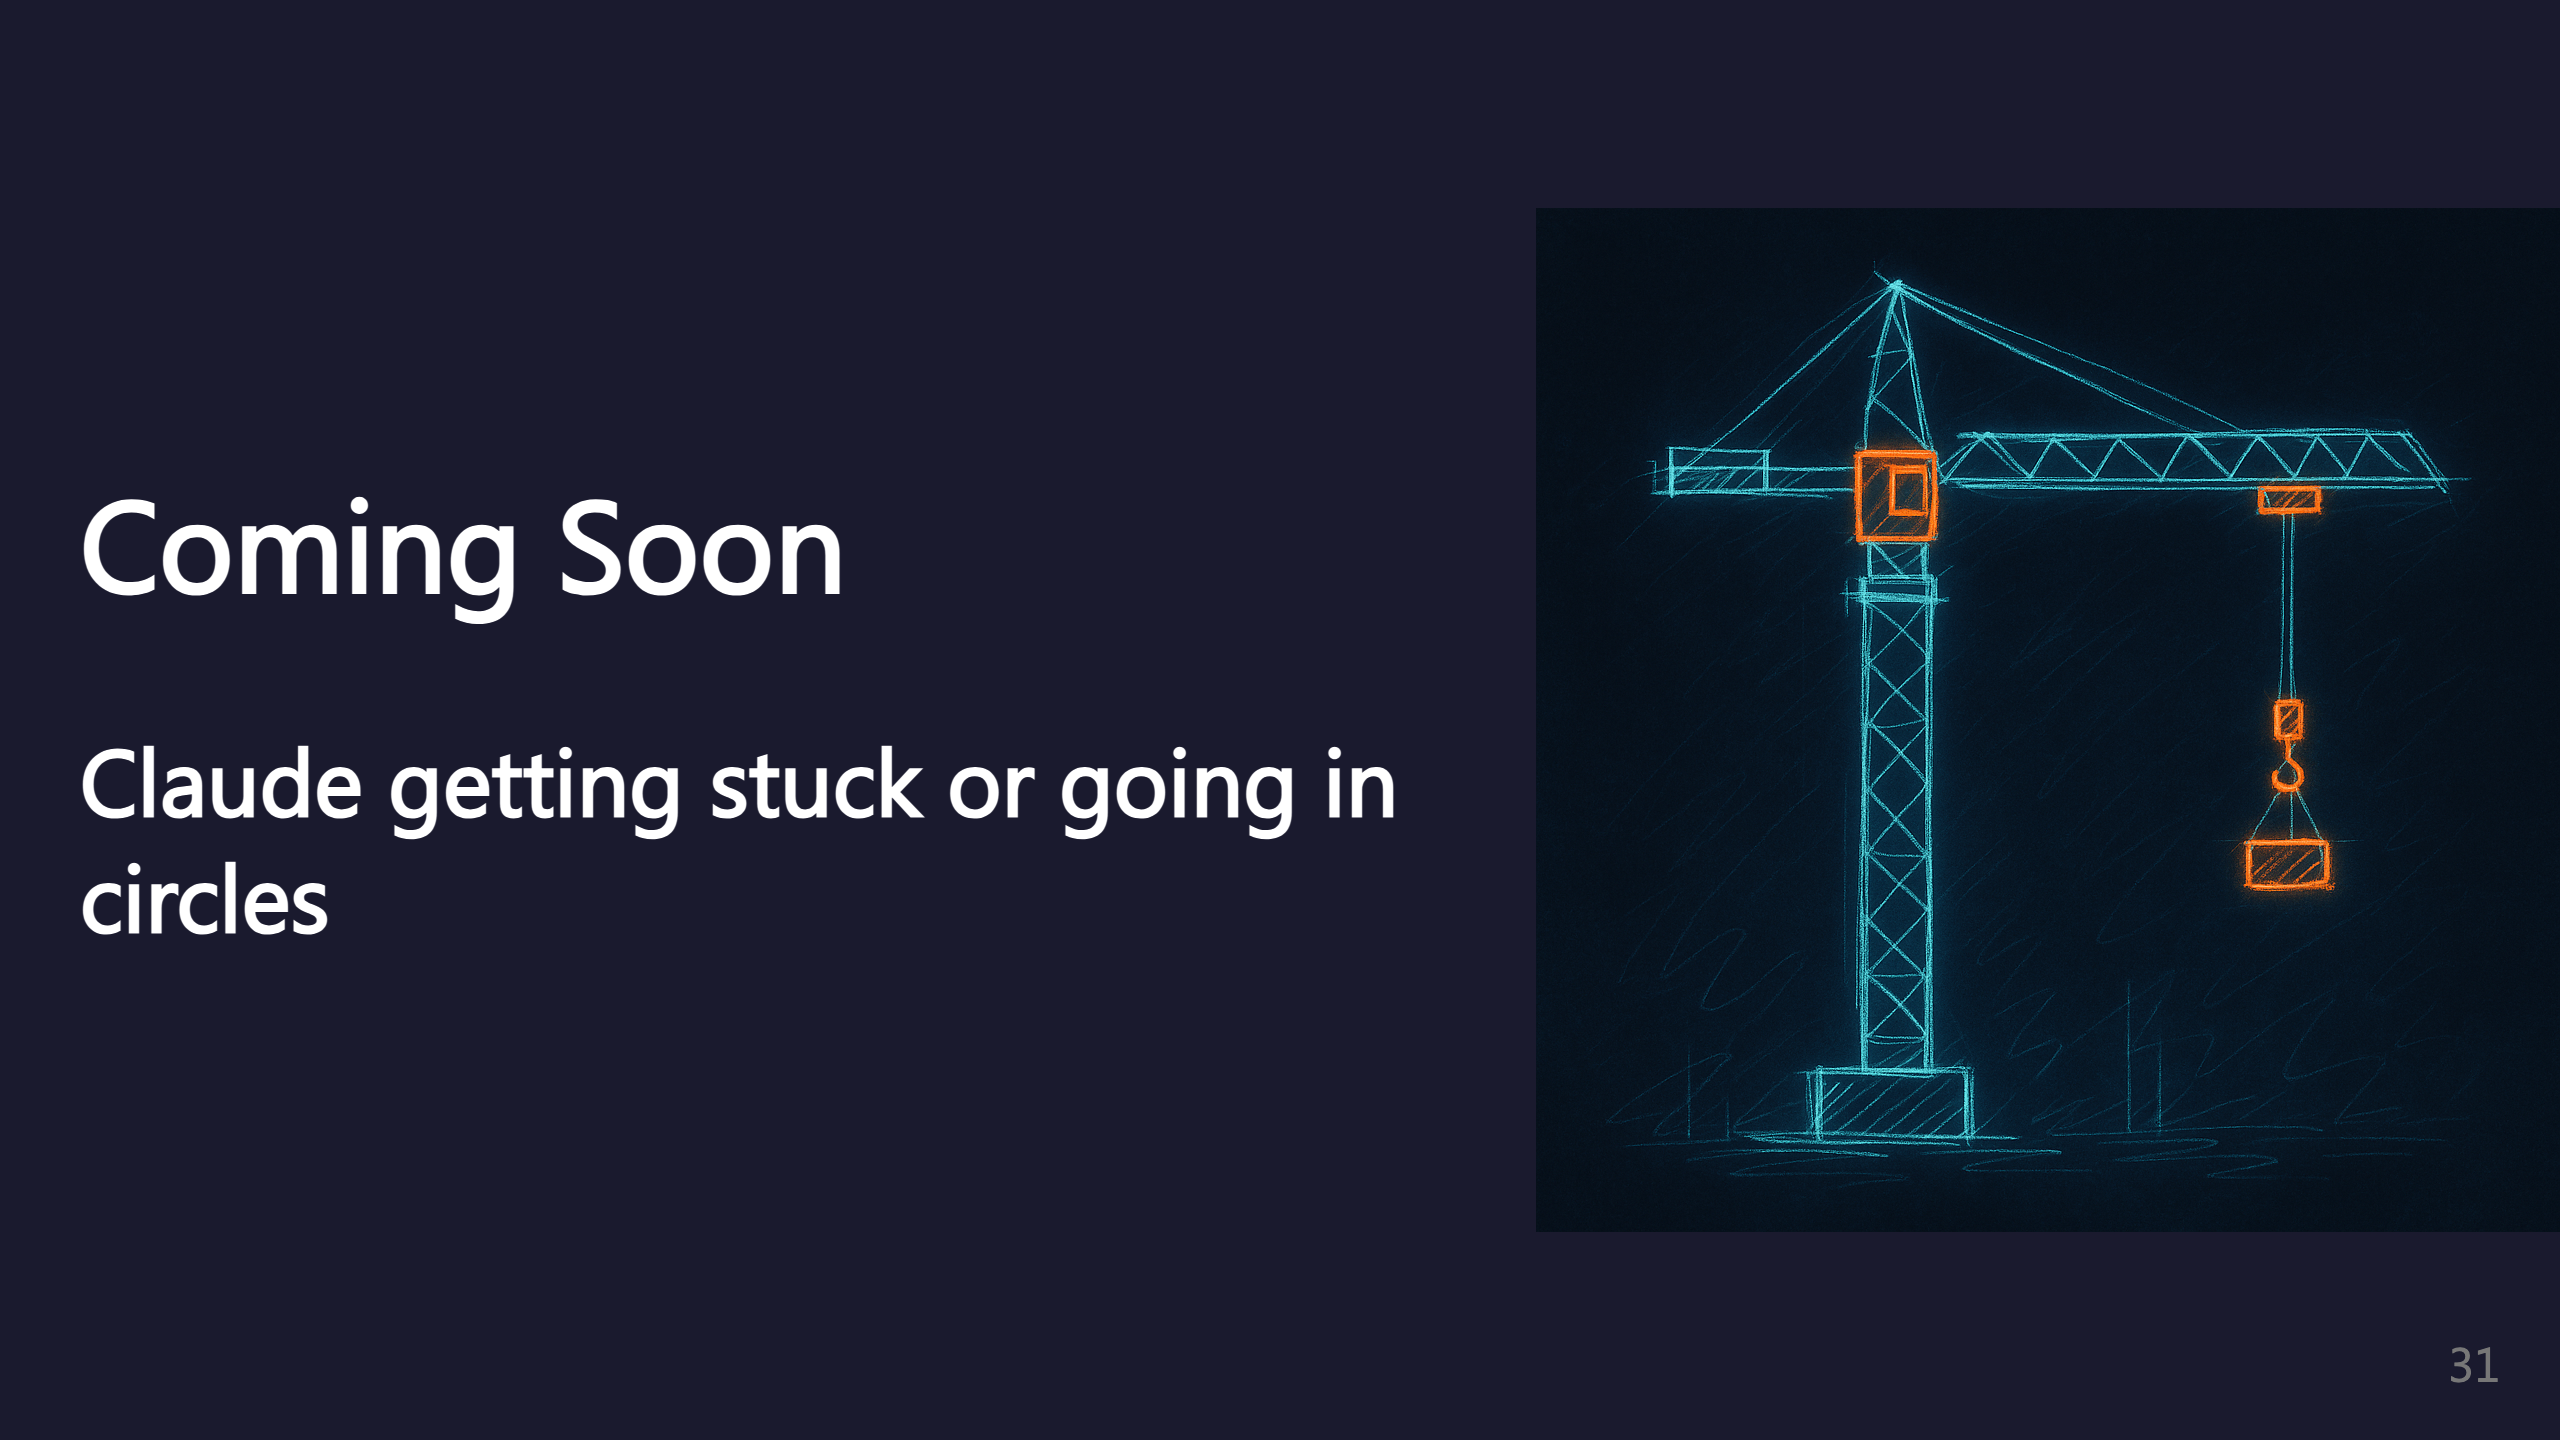 Coming Soon
Claude getting stuck or going in
circles
31